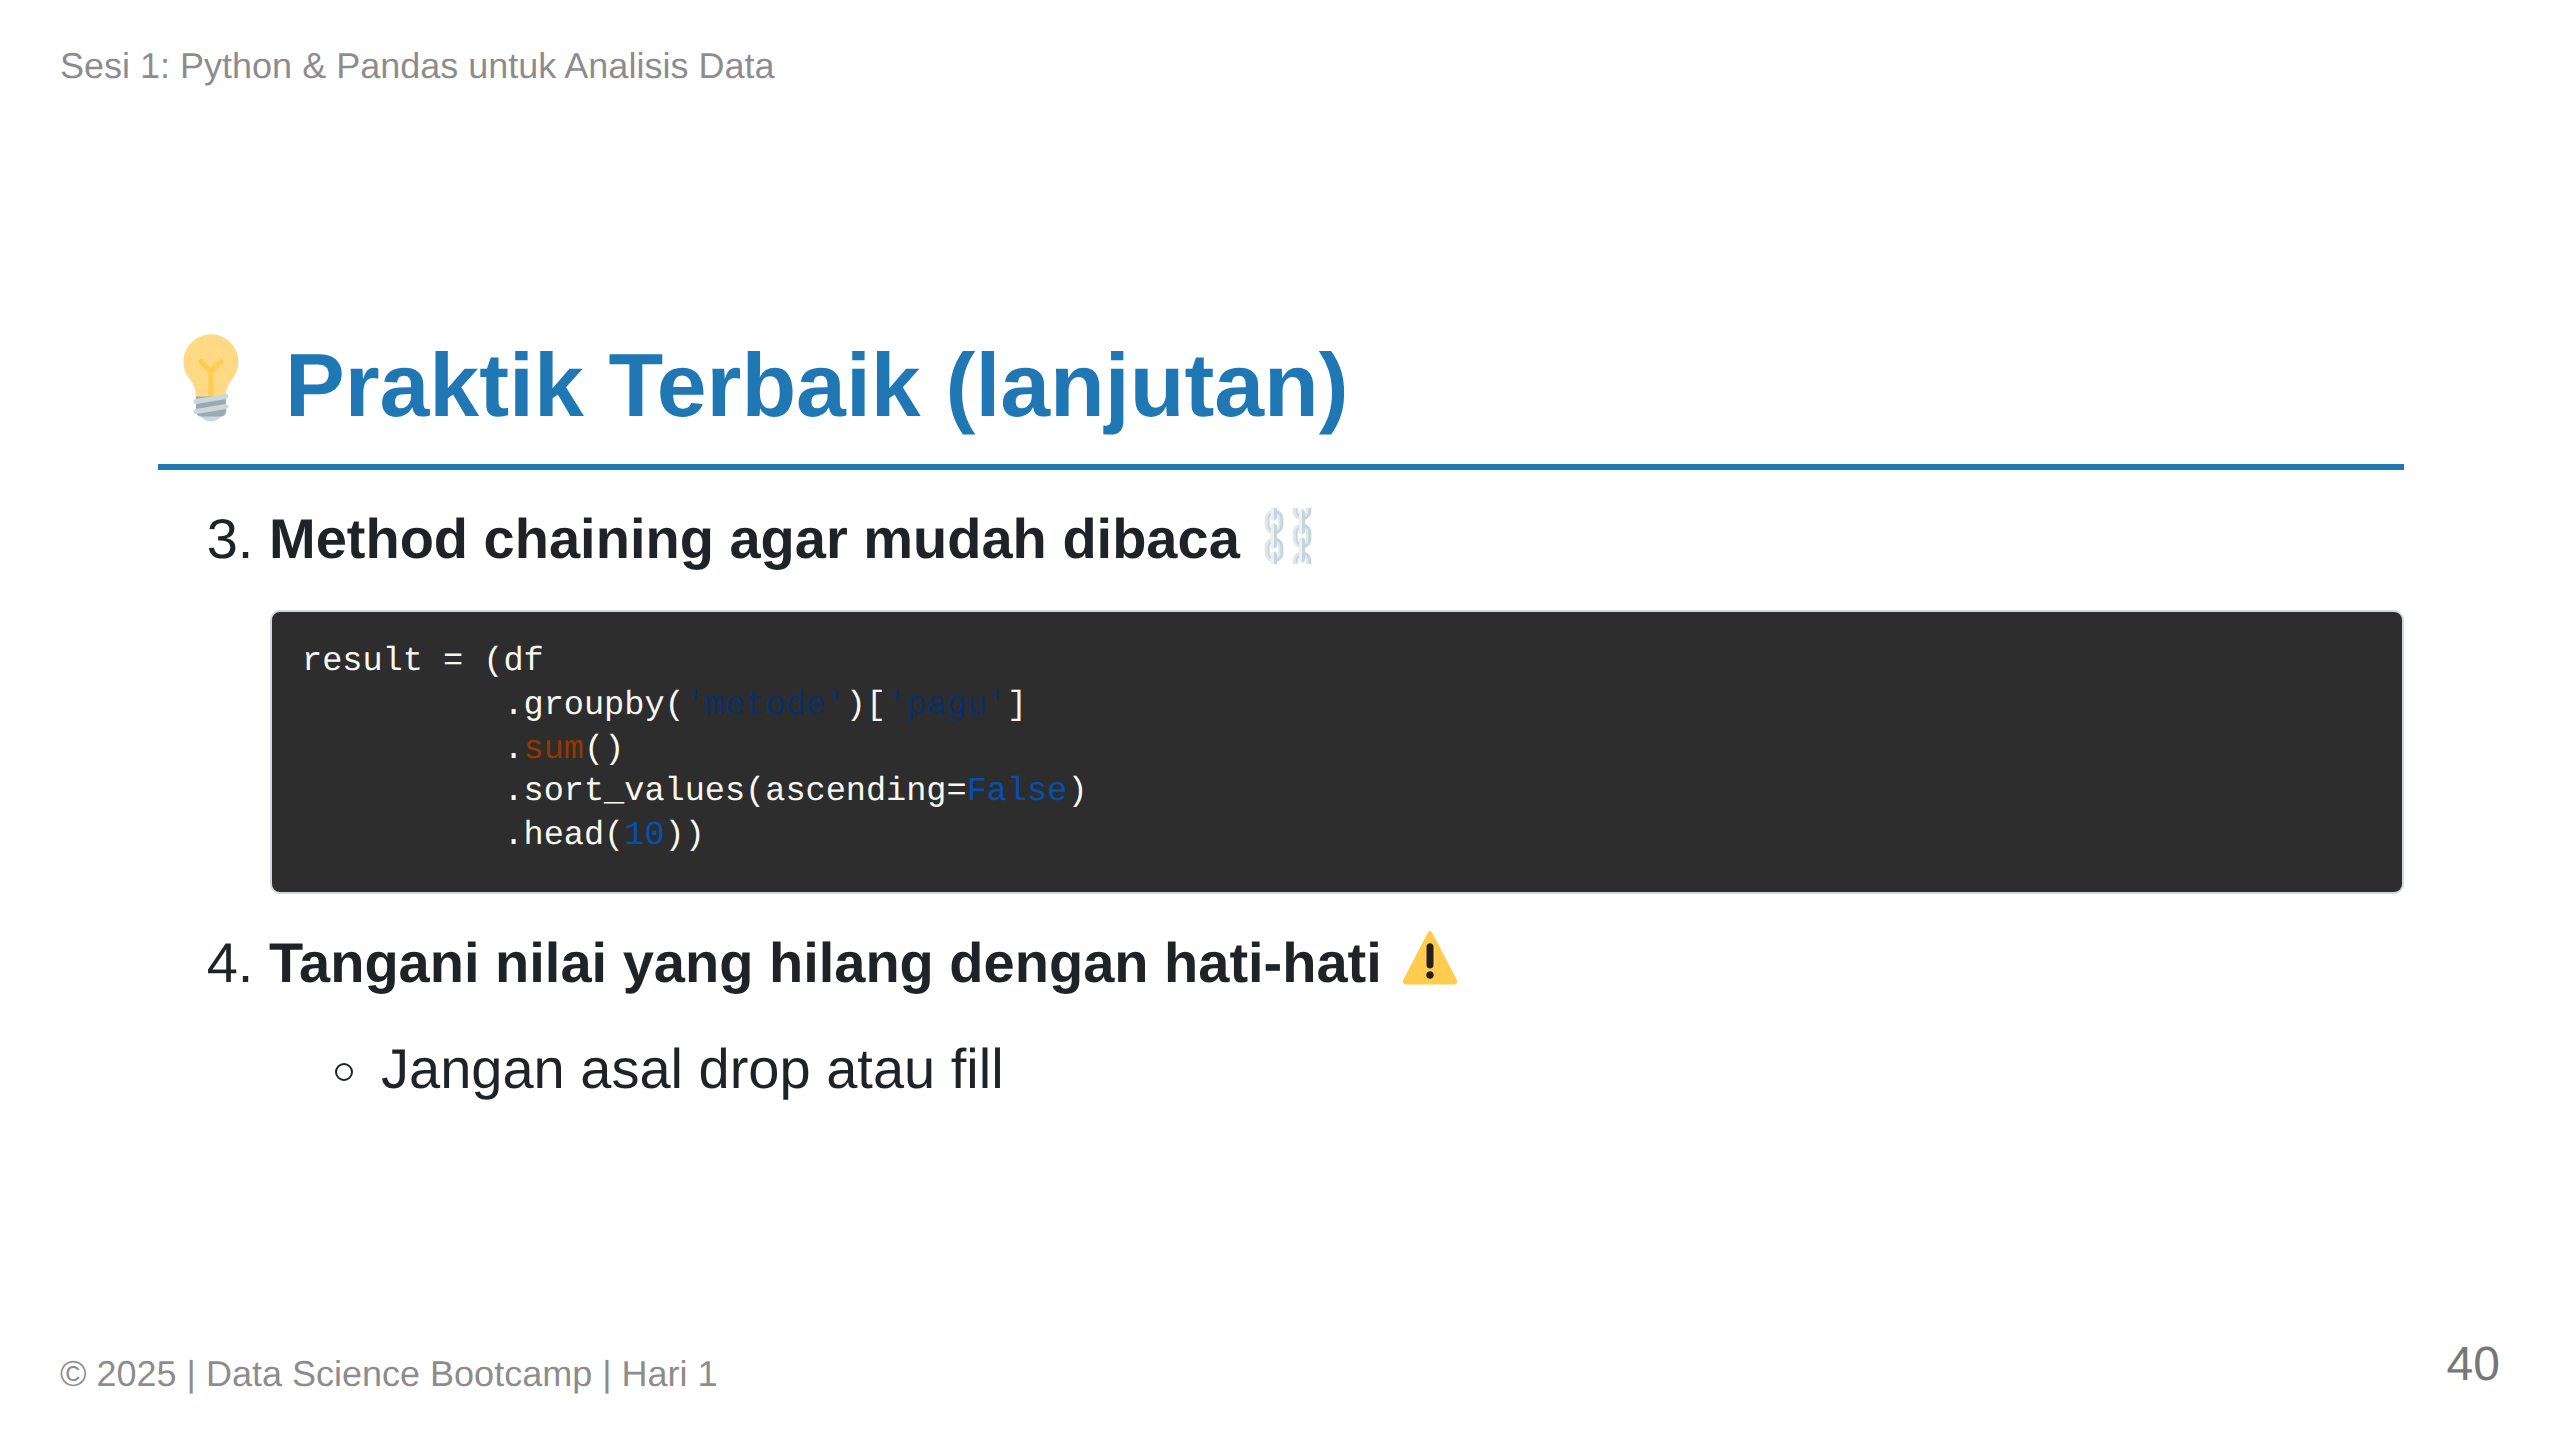 Sesi 1: Python & Pandas untuk Analisis Data
💡 Praktik Terbaik (lanjutan)
3. Method chaining agar mudah dibaca ⛓️
result = (df
          .groupby('metode')['pagu']
          .sum()
          .sort_values(ascending=False)
          .head(10))
4. Tangani nilai yang hilang dengan hati-hati ⚠️
○ Jangan asal drop atau fill
© 2025 | Data Science Bootcamp | Hari 1
40